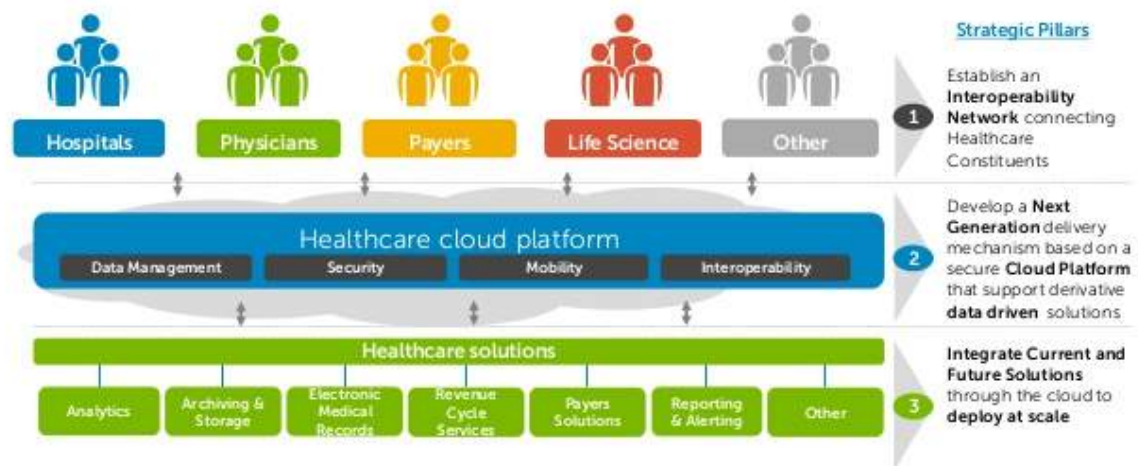 Strategic Pillars
Hospitals
Physicians
Payers
Life Science
Other
1
Establish an
Interoperability
Network connecting
Healthcare
Constituents
Healthcare cloud platform
Data Management
Security
Mobility
Interoperability
2
Develop a Next
Generation delivery
mechanism based on a
secure Cloud Platform
that support derivative
data driven solutions
Healthcare solutions
Analytics
Archiving &
Storage
Electronic
Medical
Records
Revenue
Cycle
Services
Payers
Solutions
Reporting
& Alerting
Other
3
Integrate Current and
Future Solutions
through the cloud to
deploy at scale